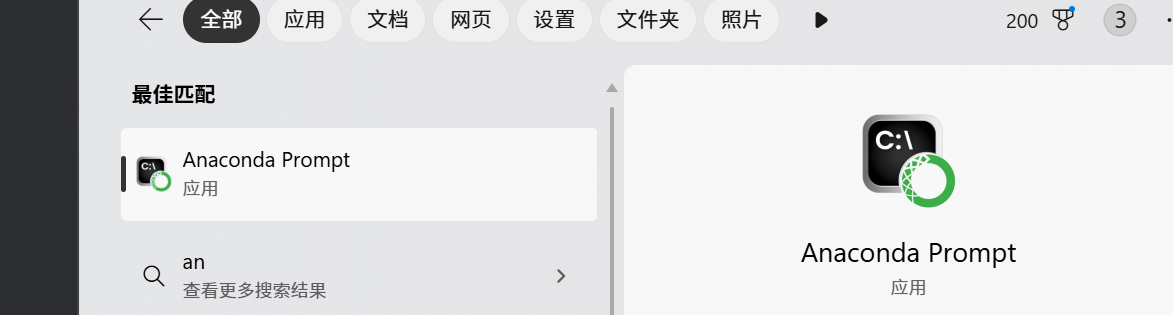 全部 应用 文档 网页 设置 文件夹 照片 200 3
最佳匹配
C:\
Anaconda Prompt
应用
an
查看更多搜索结果
C:\
Anaconda Prompt
应用